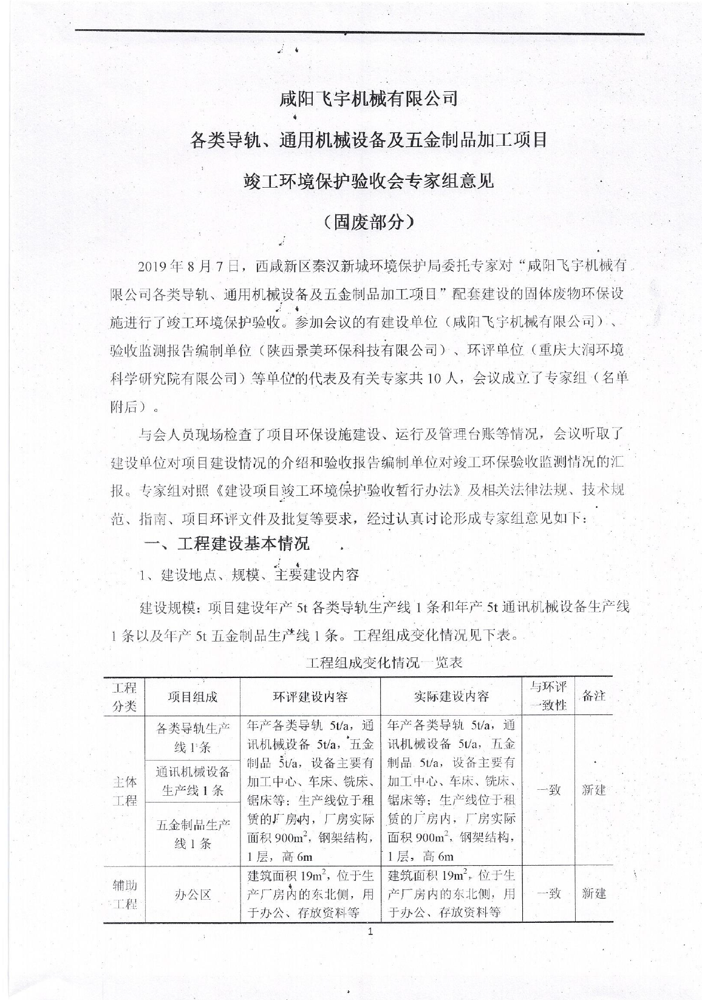 咸阳飞宇机械有限公司
各类导轨、通用机械设备及五金制品加工项目
竣工环境保护验收会专家组意见
（固废部分）
2019 年 8 月 7 日，西咸新区秦汉新城环境保护局委托专家对“咸阳飞宇机械有
限公司各类导轨、通用机械设备及五金制品加工项目”配套建设的固体废物环保设
施进行了竣工环境保护验收。参加会议的有建设单位（咸阳飞宇机械有限公司）、
验收监测报告编制单位（陕西景美环保科技有限公司）、环评单位（重庆大润环境
科学研究院有限公司）等单位的代表及有关专家共 10 人，会议成立了专家组（名单
附后）。
与会人员现场检查了项目环保设施建设、运行及管理台账等情况，会议听取了
建设单位对项目建设情况的介绍和验收报告编制单位对竣工环保验收监测情况的汇
报。专家组对照《建设项目竣工环境保护验收暂行办法》及相关法律法规、技术规
范、指南、项目环评文件及批复等要求，经过认真讨论形成专家组意见如下：
一、工程建设基本情况
1、建设地点、规模、主要建设内容
建设规模：项目建设年产 5t 各类导轨生产线 1 条和年产 5t 通讯机械设备生产线
1 条以及年产 5t 五金制品生产线 1 条。工程组成变化情况见下表。
工程组成变化情况一览表
工程
分类
项目组成
环评建设内容
实际建设内容
与环评
一致性
备注
主体
工程
各类导轨生产
线 1 条
通讯机械设备
生产线 1 条
五金制品生产
线 1 条
年产各类导轨 5t/a，通
讯机械设备 5t/a，五金
制品 5t/a，设备主要有
加工中心、车床、铣床、
锯床等；生产线位于租
赁的厂房内，厂房实际
面积 900m²，钢架结构，
1 层，高 6m
年产各类导轨 5t/a，通
讯机械设备 5t/a，五金
制品 5t/a，设备主要有
加工中心、车床、铣床、
锯床等；生产线位于租
赁的厂房内，厂房实际
面积 900m²，钢架结构，
1 层，高 6m
一致
新建
辅助
工程
办公区
建筑面积 19m²，位于生
产厂房内的东北侧，用
于办公、存放资料等
建筑面积 19m²，位于生
产厂房内的东北侧，用
于办公、存放资料等
一致
新建
1